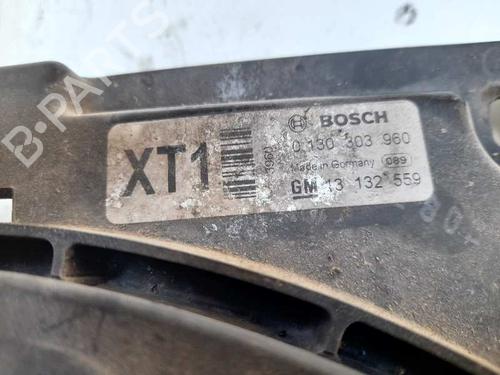 B-PARTS
BOSCH
XT1
0 130 303 960
Made in Germany 089
GM 13 132 559